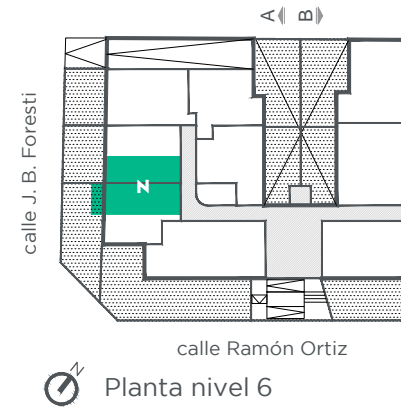 A B
calle J. B. Foresti
N
calle Ramón Ortiz
N
Planta nivel 6